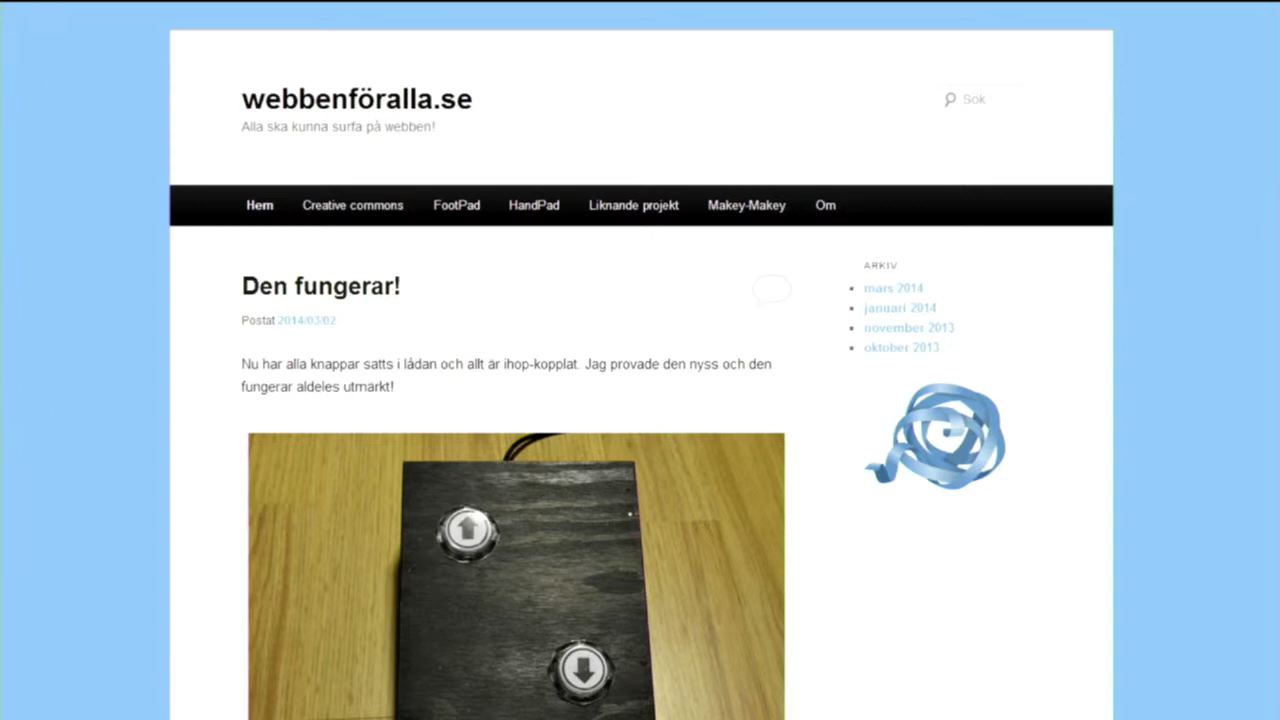 webbenföralla.se
Alla ska kunna surfa på webben!
Sök
Hem Creative commons FootPad HandPad Liknande projekt Makey-Makey Om
Den fungerar!
Postat 2014/03/02
Nu har alla knappar satts i lådan och allt är ihop-kopplat. Jag provade den nyss och den
fungerar aldeles utmärkt!
ARKIV
mars 2014
januari 2014
november 2013
oktober 2013